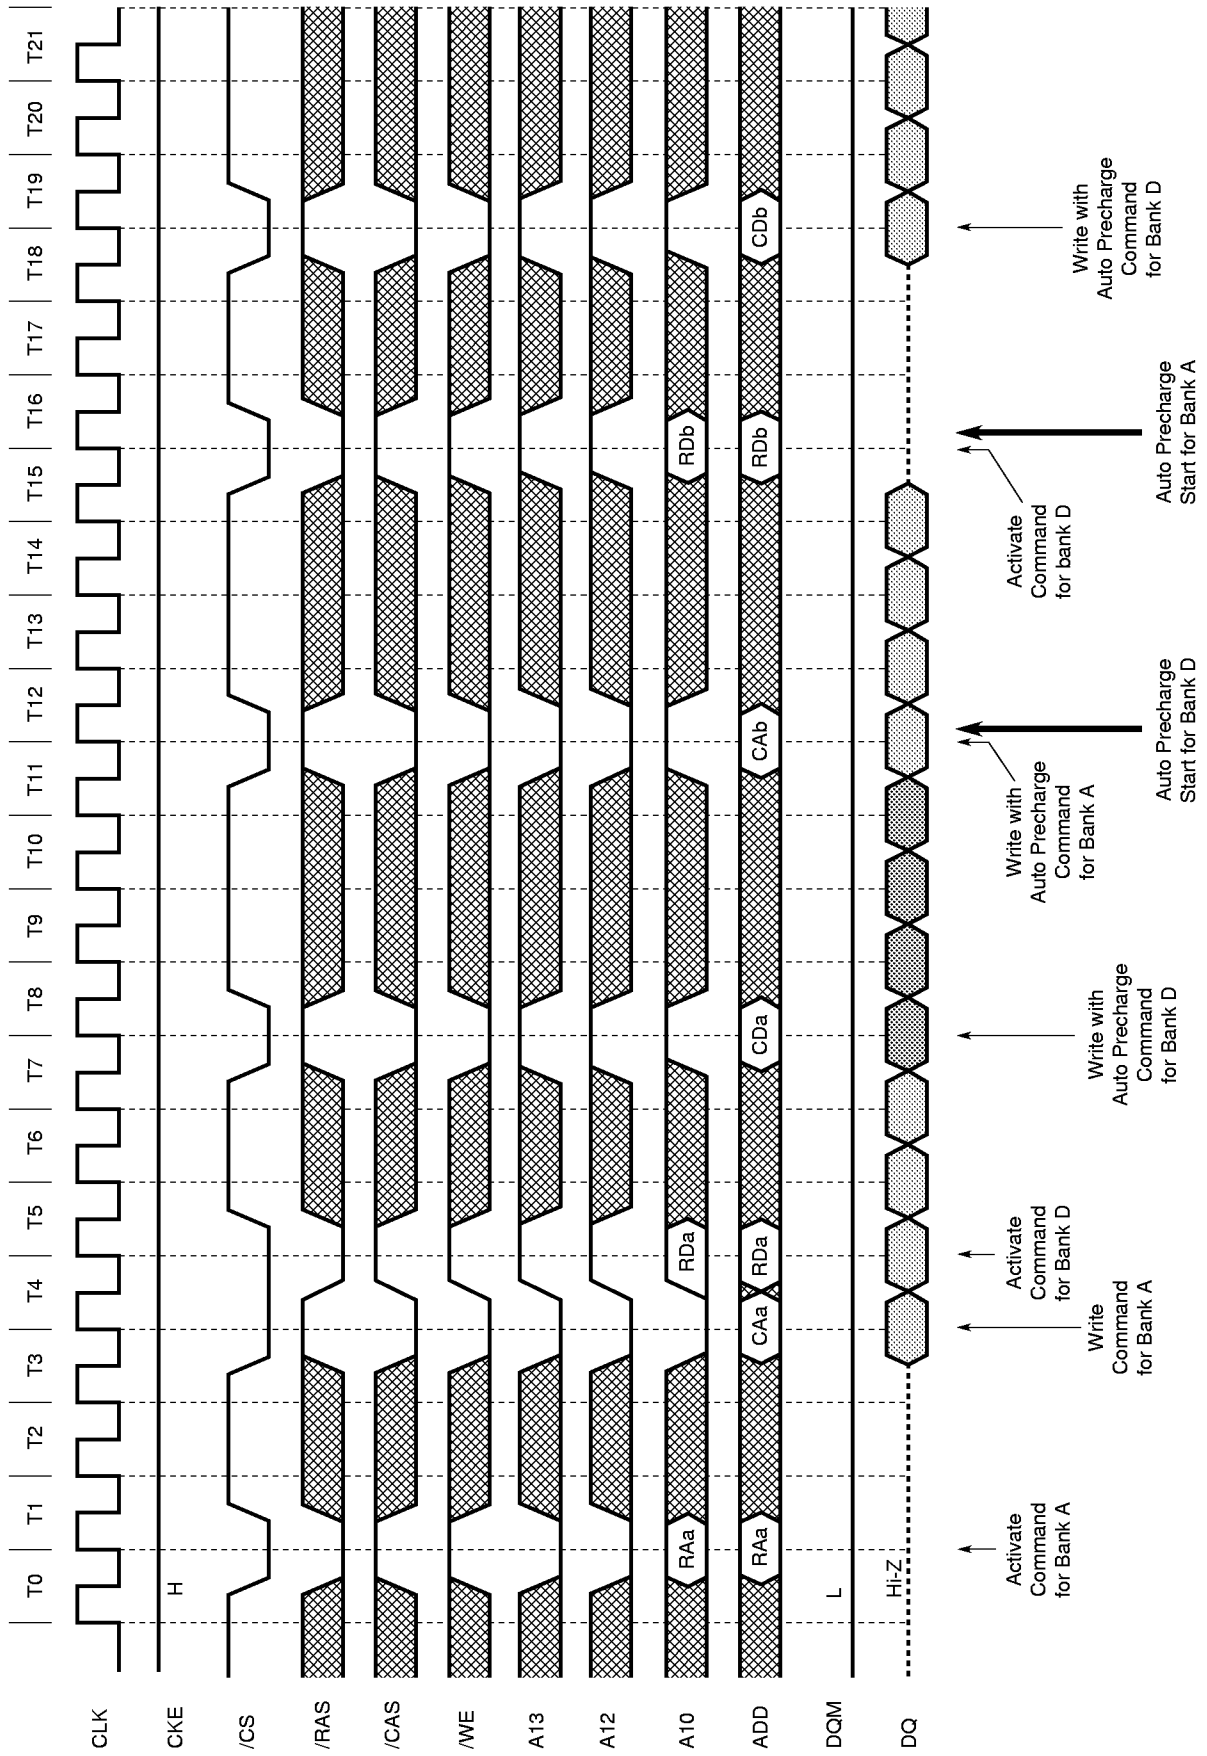 T0 T1 T2 T3 T4 T5 T6 T7 T8 T9 T10 T11 T12 T13 T14 T15 T16 T17 T18 T19 T20 T21
CLK
CKE
H
/CS
/RAS
/CAS
/WE
A13
A12
A10
RAa RDa RDb
ADD
RAa CAa RDa CDa CAb RDb CDb
DQM
L
DQ
Hi-Z
Activate
Command
for Bank A
Write
Command
for Bank A
Activate
Command
for Bank D
Write with
Auto Precharge
Command
for Bank D
Write with
Auto Precharge
Command
for Bank A
Auto Precharge
Start for Bank D
Activate
Command
for bank D
Auto Precharge
Start for Bank A
Write with
Auto Precharge
Command
for Bank D